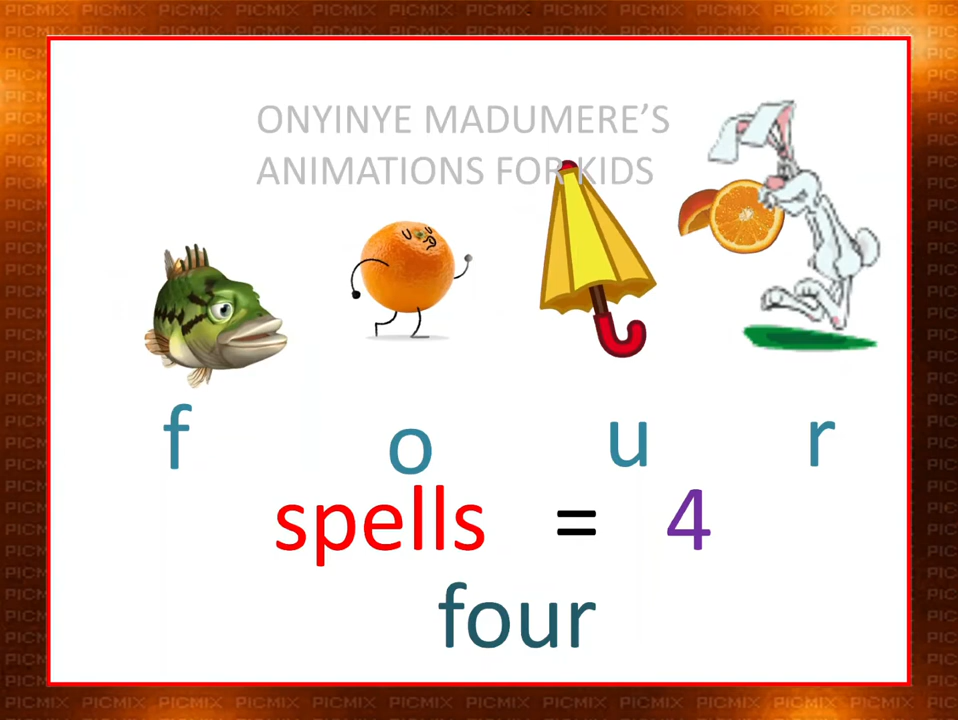 ONYINYE MADUMERE’S
ANIMATIONS FOR KIDS
f o u r
spells = 4
four